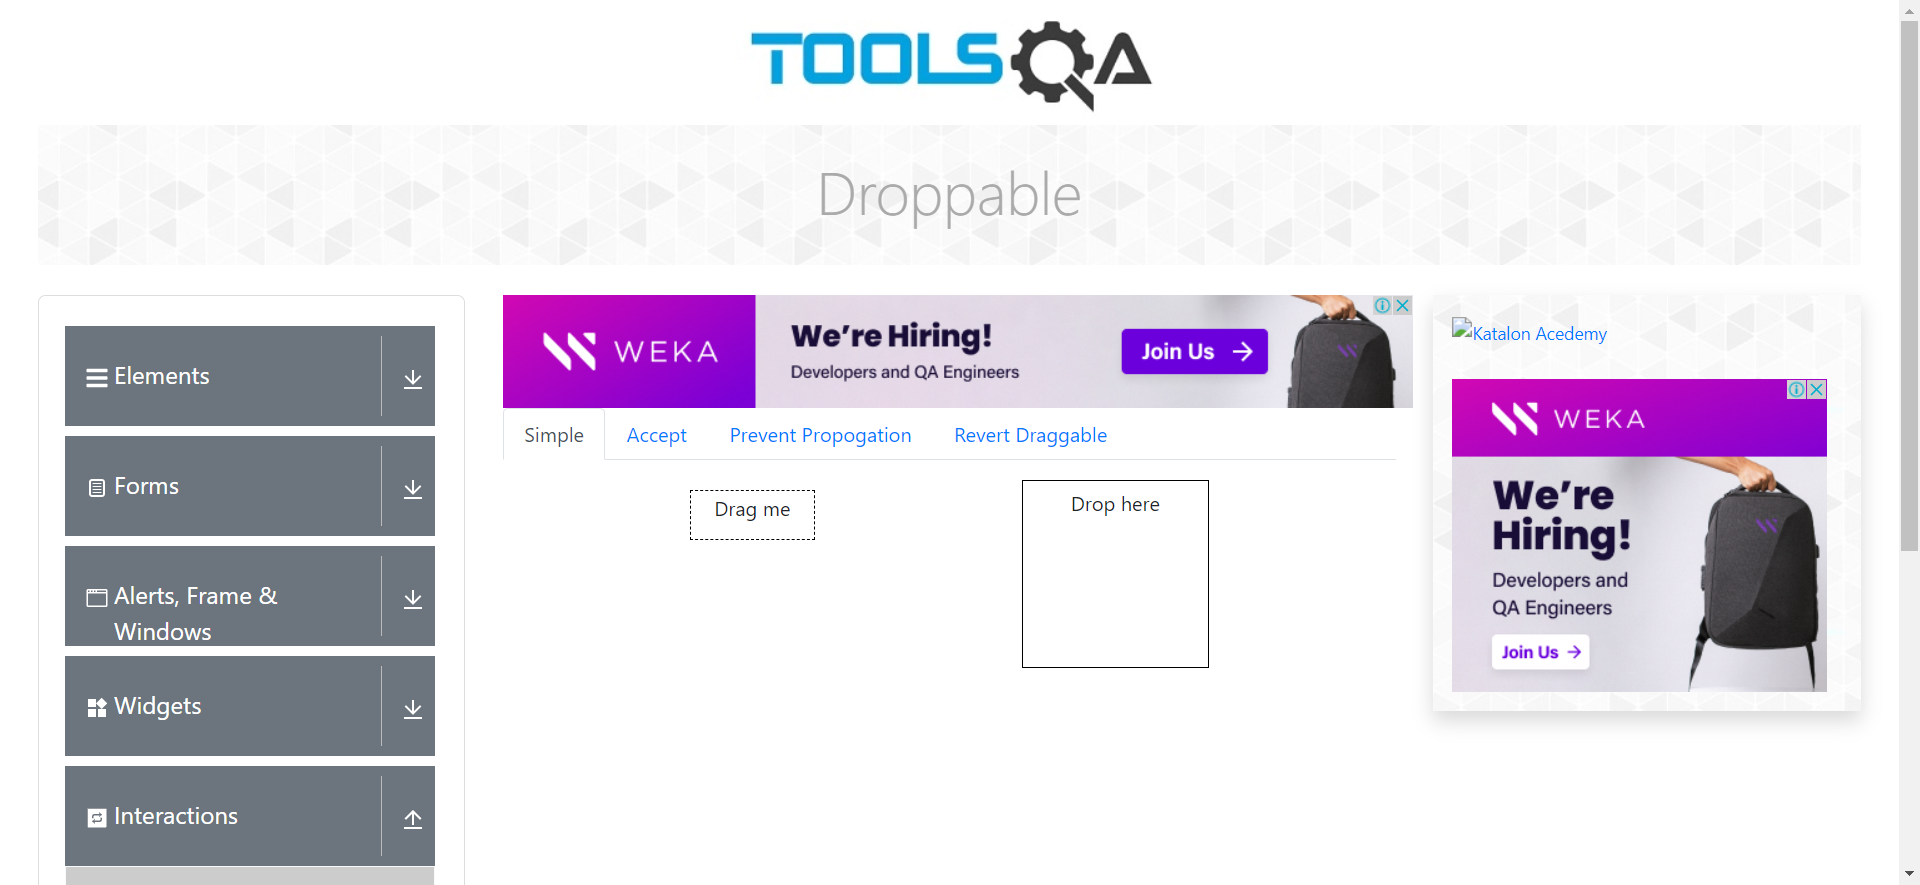 TOOLSQA
Droppable
Elements
Forms
Alerts, Frame &
Windows
Widgets
Interactions
WEKA
We're Hiring!
Developers and QA Engineers
Join Us →
Simple
Accept
Prevent Propogation
Revert Draggable
Drag me
Drop here
Katalon Acedemy
WEKA
We're
Hiring!
Developers and
QA Engineers
Join Us →